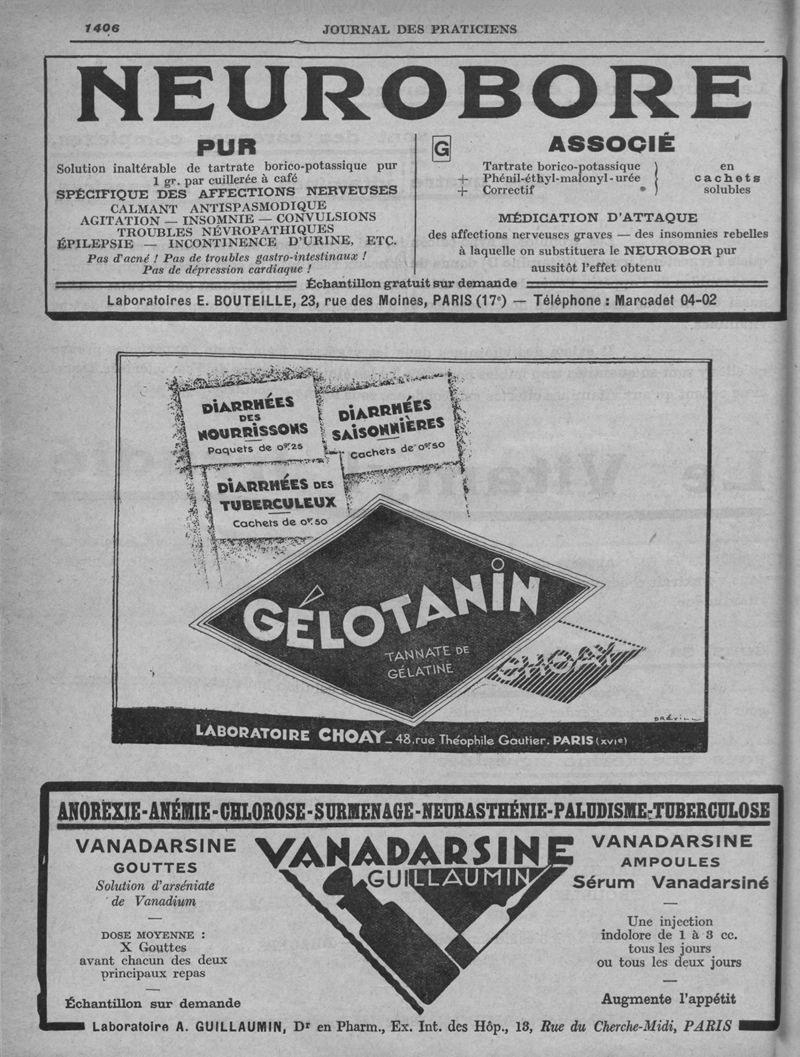 1406
JOURNAL DES PRATICIENS
NEUROBORE
PUR
Solution inaltérable de tartrate borico-potassique pur
1 gr. par cuillerée à café
SPÉCIFIQUE DES AFFECTIONS NERVEUSES
CALMANT ANTISPASMODIQUE
AGITATION — INSOMNIE — CONVULSIONS
TROUBLES NÉVROPATHIQUES
ÉPILEPSIE — INCONTINENCE D'URINE, ETC.
Pas d'acné ! Pas de troubles gastro-intestinaux !
Pas de dépression cardiaque !
G
ASSOCIÉ
Tartrate borico-potassique } en
+ Phénil-éthyl-malonyl-urée } cachets
+ Correctif } solubles
MÉDICATION D'ATTAQUE
des affections nerveuses graves — des insomnies rebelles
à laquelle on substituera le NEUROBOR pur
aussitôt l'effet obtenu
Échantillon gratuit sur demande
Laboratoires E. BOUTEILLE, 23, rue des Moines, PARIS (17e) — Téléphone : Marcadet 04-02
DIARRHÉES
DES
NOURRISSONS
Paquets de 0gr.25
DIARRHÉES
SAISONNIÈRES
Cachets de 0gr.50
DIARRHÉES DES
TUBERCULEUX
Cachets de 0gr.50
GÉLOTANIN
TANNATE DE
GÉLATINE
CHOAY
LABORATOIRE CHOAY_48.rue Théophile Gautier. PARIS (XVIe)
ANOREXIE-ANÉMIE-CHLOROSE-SURMENAGE-NEURASTHÉNIE-PALUDISME-TUBERCULOSE
VANADARSINE
GOUTTES
Solution d'arséniate
de Vanadium
—
DOSE MOYENNE :
X Gouttes
avant chacun des deux
principaux repas
—
Échantillon sur demande
VANADARSINE
GUILLAUMIN
VANADARSINE
AMPOULES
Sérum Vanadarsiné
—
Une injection
indolore de 1 à 3 cc.
tous les jours
ou tous les deux jours
—
Augmente l'appétit
Laboratoire A. GUILLAUMIN, Dr en Pharm., Ex. Int. des Hôp., 13, Rue du Cherche-Midi, PARIS